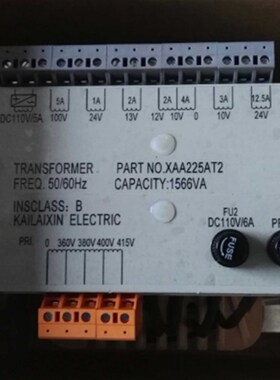 5A 1A 2A 2A 4A 3A 12.5A
DC110V/5A 100V 24V 13V 12V 10V 0 10V 24V
TRANSFORMER PART NO.XAA225AT2
FREQ. 50/60Hz CAPACITY:1566VA
INSCLASS: B
KAILAIXIN ELECTRIC
FU2
DC110V/6A
PRI 0 360V 380V 400V 415V
FUSE